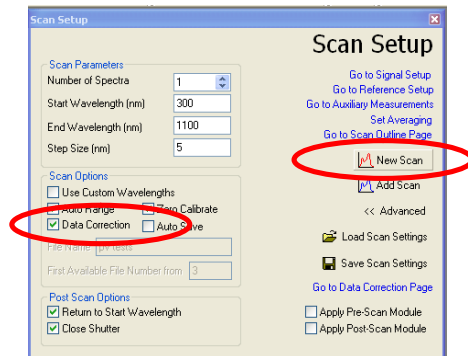 Scan Setup
Scan Setup
Scan Parameters
Number of Spectra 1
Start Wavelength (nm) 300
End Wavelength (nm) 1100
Step Size (nm) 5
Go to Signal Setup
Go to Reference Setup
Go to Auxiliary Measurements
Set Averaging
Go to Scan Outline Page
New Scan
Add Scan
<< Advanced
Load Scan Settings
Save Scan Settings
Go to Data Correction Page
Apply Pre-Scan Module
Apply Post-Scan Module
Scan Options
Use Custom Wavelengths
Auto Range Zero Calibrate
Data Correction Auto Save
File Name pv tests
First Available File Number from 3
Post Scan Options
Return to Start Wavelength
Close Shutter